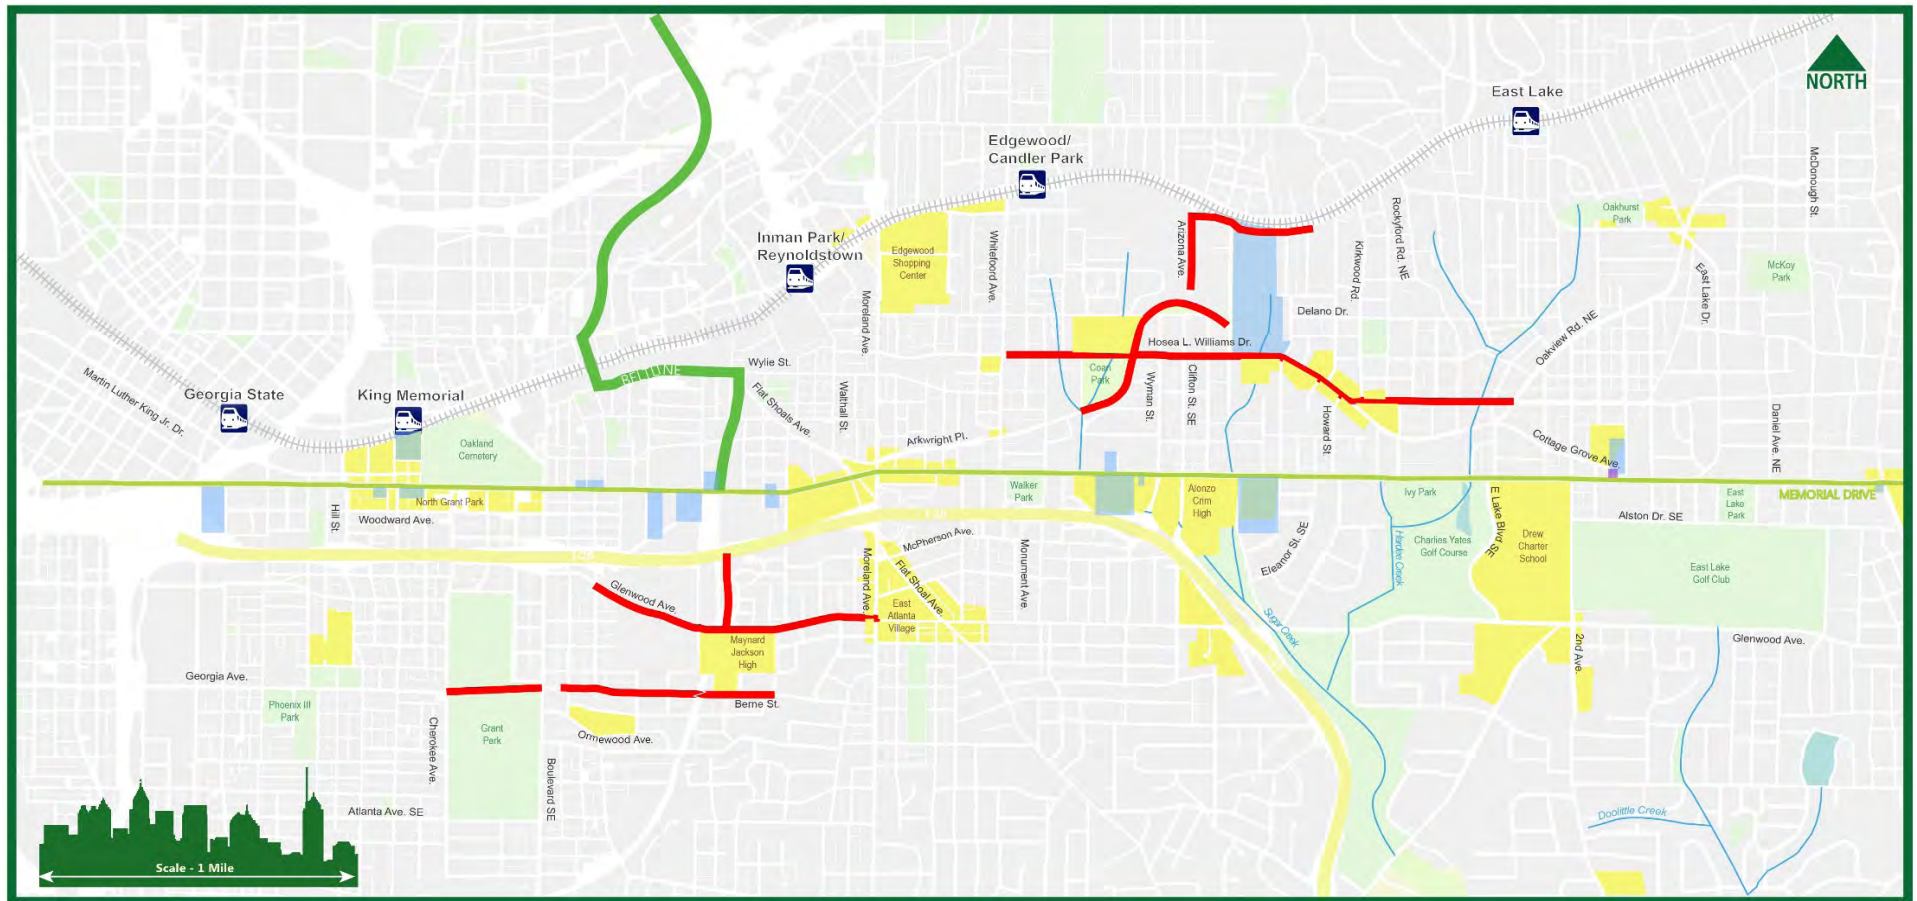 NORTH
East Lake
Edgewood/
Candler Park
Inman Park/
Reynoldstown
Georgia State
King Memorial
McDonough St.
Oakhurst
Park
McKoy
Park
East Lake Dr.
Rockyford Rd. NE
Kirkwood Rd.
Arizona Ave.
Whitefoord Ave.
Edgewood
Shopping
Center
Moreland Ave.
Delano Dr.
Oakview Rd. NE
Hosea L. Williams Dr.
Wylie St.
BELTLINE
Flat Shoals Ave.
Walthall St.
Coan
Park
Wyman St.
Clifton St. SE
Howard St.
Martin Luther King Jr. Dr.
Oakland
Cemetery
Arkwright Pl.
Cottage Grove Ave.
Daniel Ave. NE
MEMORIAL DRIVE
North Grant Park
Hill St.
Woodward Ave.
Walker
Park
Alonzo
Crim
High
Ivy Park
E Lake Blvd SE
East
Lake
Park
Alston Dr. SE
I-20
I-20
McPherson Ave.
Moreland Ave.
Flat Shoal Ave.
Monument Ave.
Eleanor St. SE
Hardee Creek
Charlies Yates
Golf Course
Drew
Charter
School
East Lake
Golf Club
Glenwood Ave.
East
Atlanta
Village
Sugar Creek
2nd Ave.
Glenwood Ave.
Maynard
Jackson
High
Georgia Ave.
Phoenix III
Park
Cherokee Ave.
Grant
Park
Boulevard SE
Berne St.
Ormewood Ave.
Atlanta Ave. SE
Doolittle Creek
Scale - 1 Mile